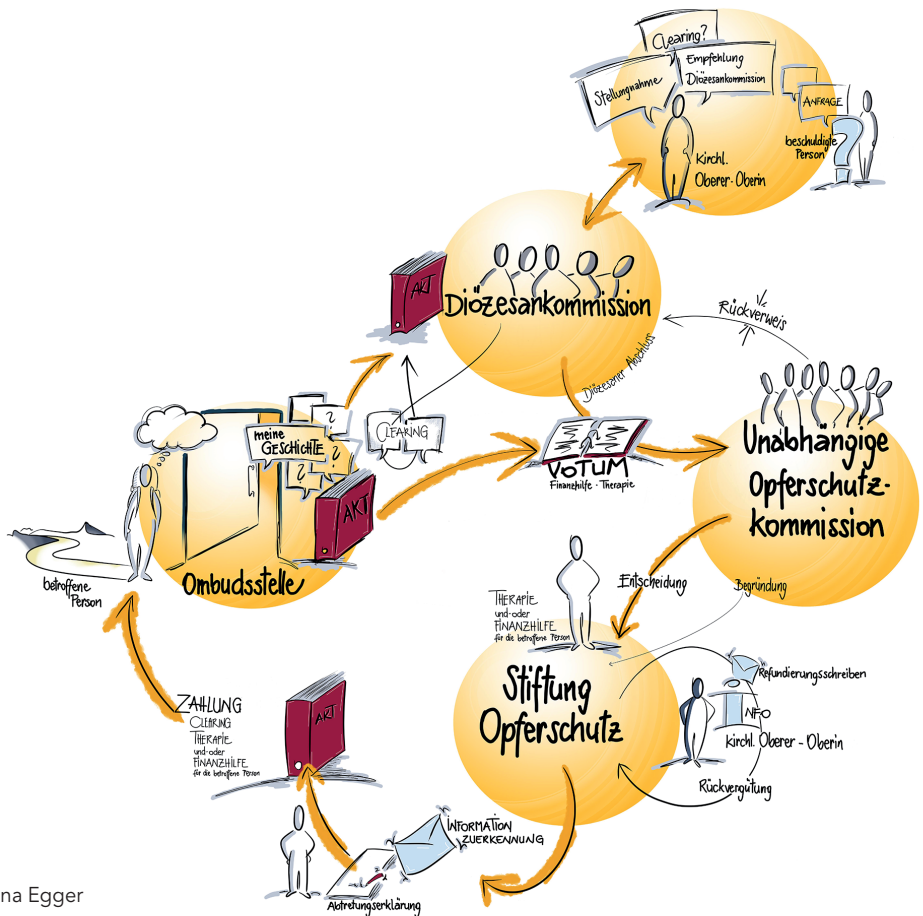 Clearing?
Stellungnahme
Empfehlung
Diözesankommission
ANFRAGE
beschuldigte
Person
?
Kirchl.
Oberer-Oberin
AKT
Diözesankommission
Rückverweis
Diözesaner Abschluss
meine
GESCHICHTE
?
?
?
?
CLEARING
VOTUM
Finanzhilfe · Therapie
Unabhängige
Opferschutz-
kommission
AKT
betroffene
Person
Ombudsstelle
Entscheidung
Begründung
THERAPIE
und-oder
FINANZHILFE
für die betroffene Person
Stiftung
Opferschutz
Refundierungsschreiben
INFO
Kirchl. Oberer - Oberin
Rückvergütung
ZAHLUNG
CLEARING
THERAPIE
und-oder
FINANZHILFE
für die betroffene Person
AKT
INFORMATION
ZUERKENNUNG
Abtretungserklärung
na Egger